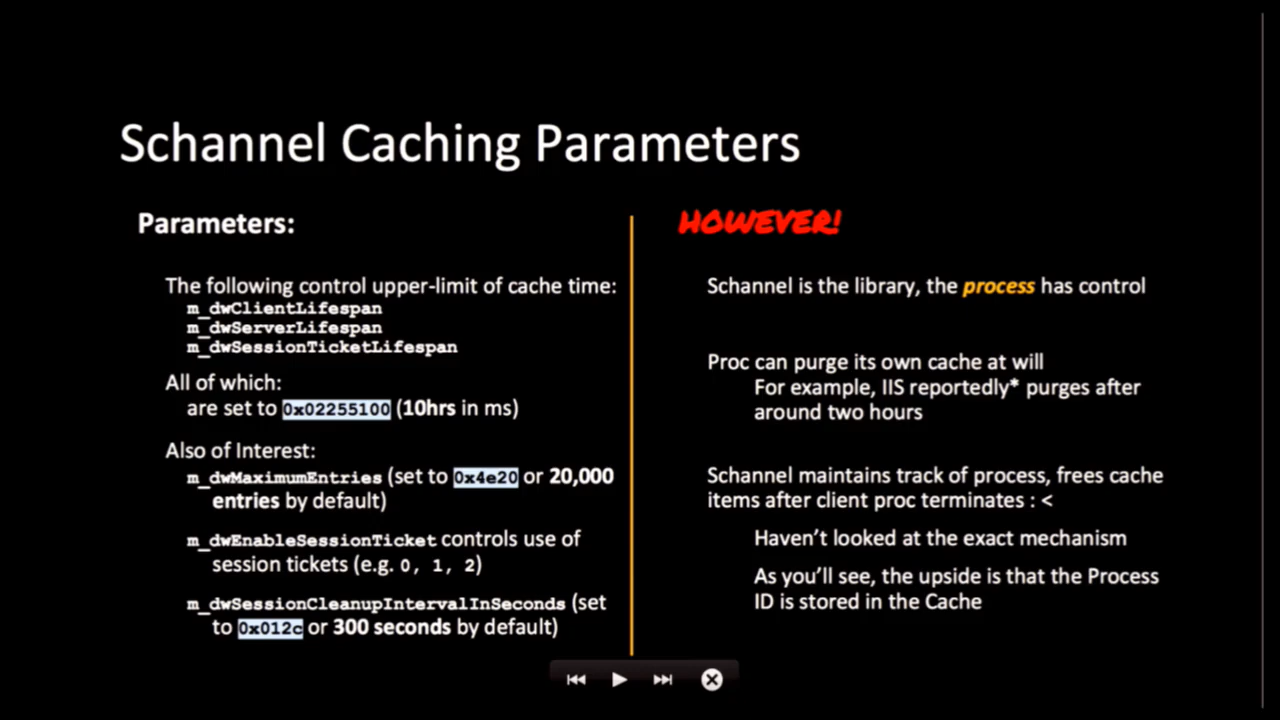 Schannel Caching Parameters
Parameters:
The following control upper-limit of cache time:
m_dwClientLifespan
m_dwServerLifespan
m_dwSessionTicketLifespan
All of which:
are set to 0x02255100 (10hrs in ms)
Also of Interest:
m_dwMaximumEntries (set to 0x4e20 or 20,000
entries by default)
m_dwEnableSessionTicket controls use of
session tickets (e.g. 0, 1, 2)
m_dwSessionCleanupIntervalInSeconds (set
to 0x012c or 300 seconds by default)
HOWEVER!
Schannel is the library, the process has control
Proc can purge its own cache at will
For example, IIS reportedly* purges after
around two hours
Schannel maintains track of process, frees cache
items after client proc terminates : <
Haven't looked at the exact mechanism
As you'll see, the upside is that the Process
ID is stored in the Cache